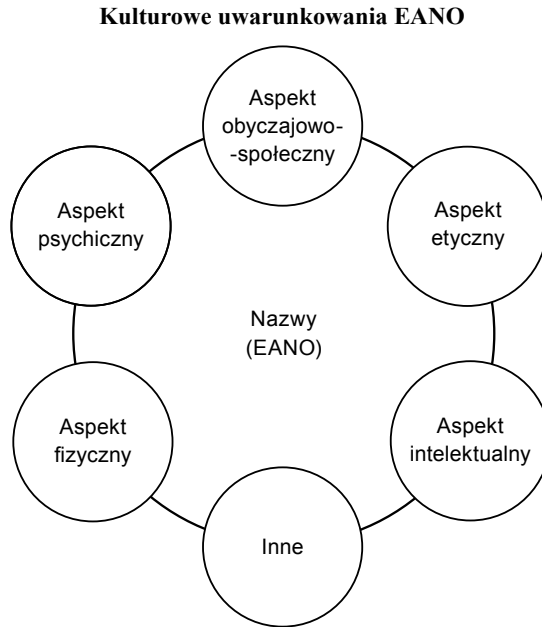 Kulturowe uwarunkowania EANO
Aspekt
obyczajowo-
-społeczny
Aspekt
psychiczny
Aspekt
etyczny
Nazwy
(EANO)
Aspekt
fizyczny
Aspekt
intelektualny
Inne